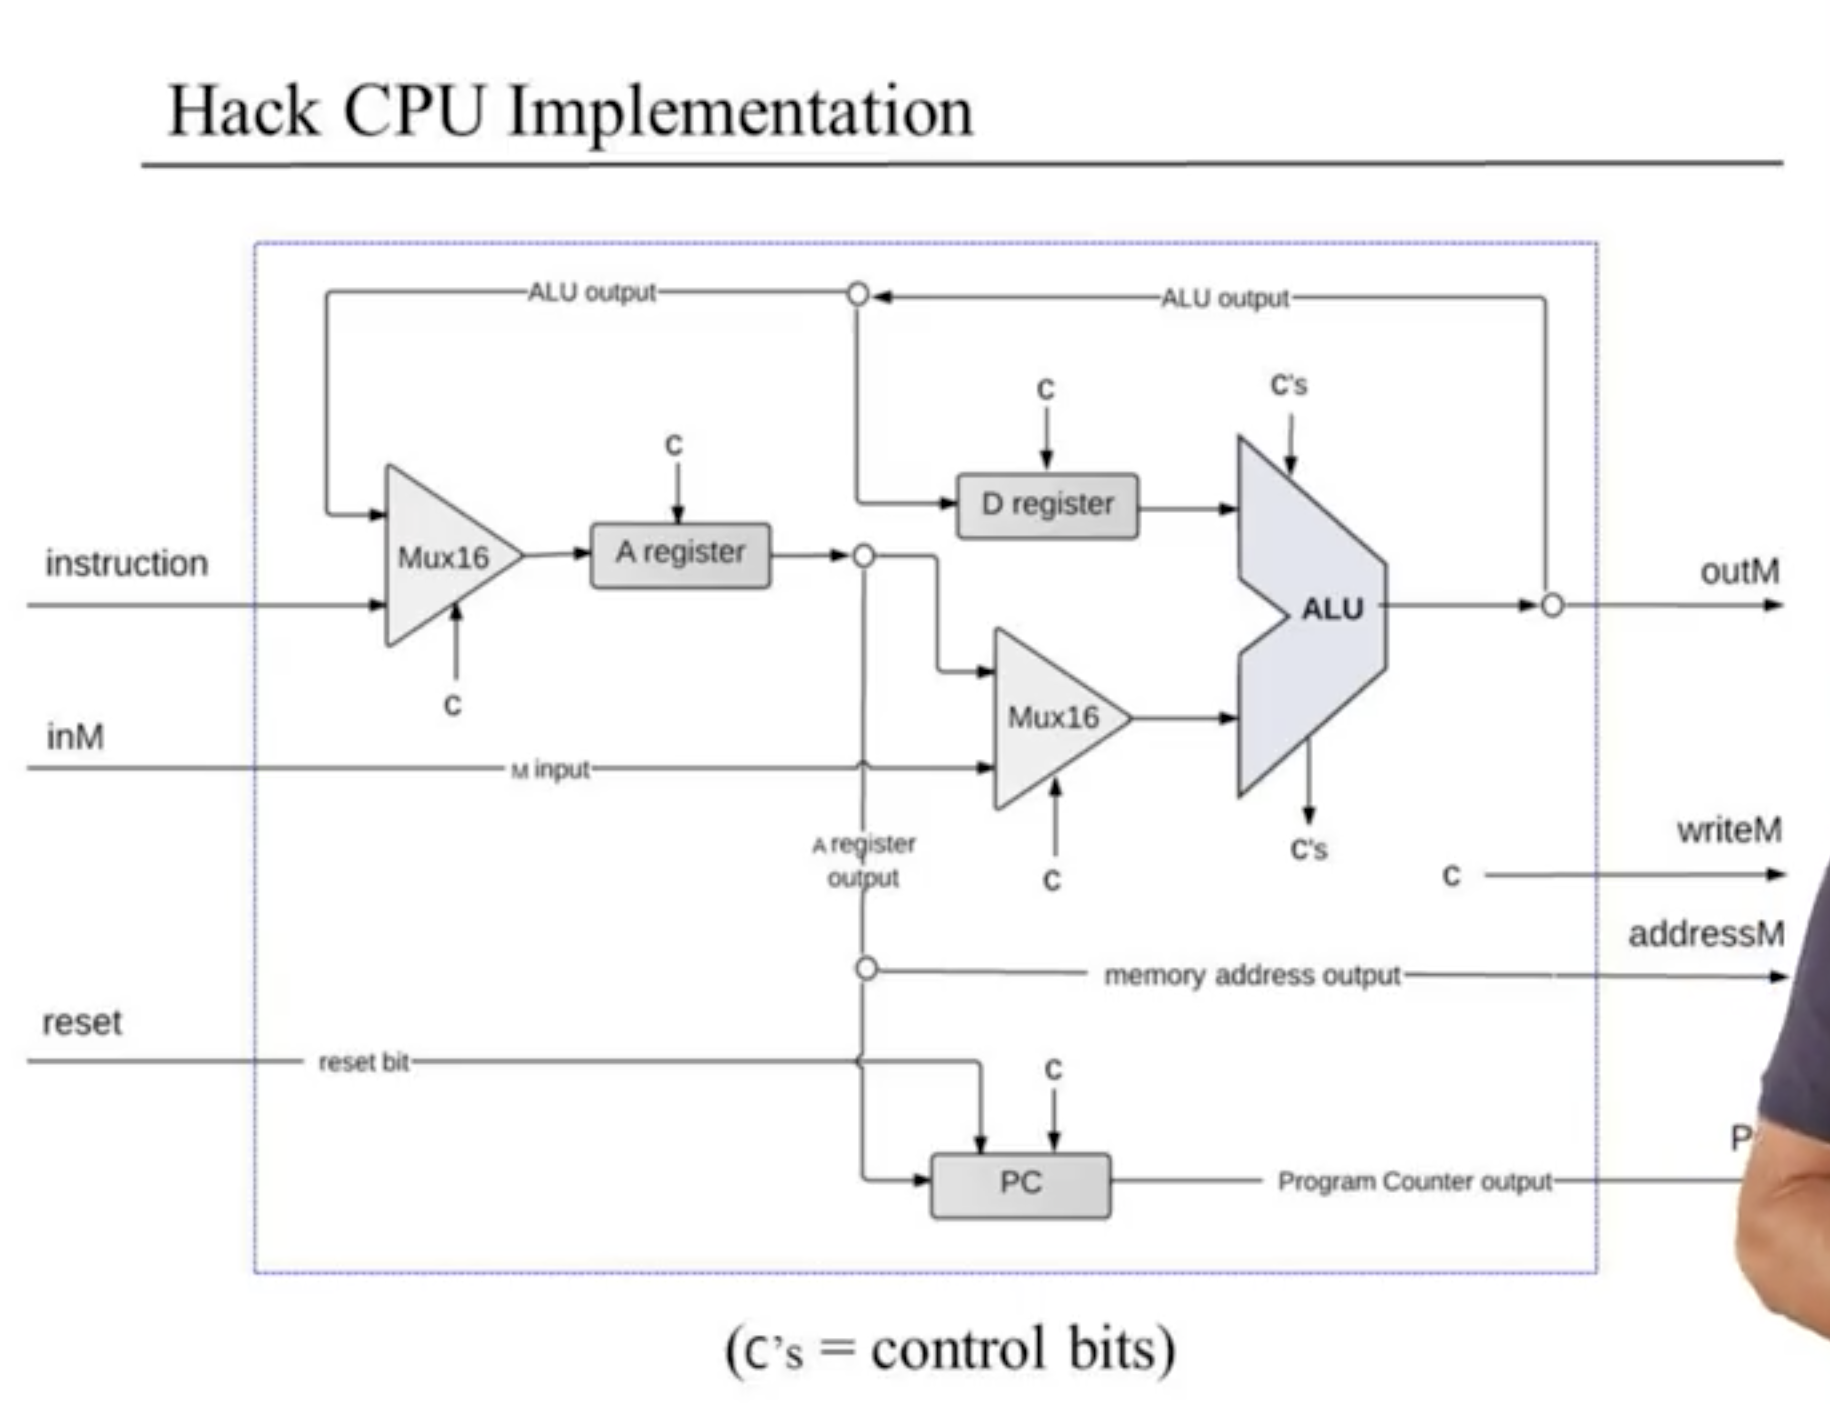 Hack CPU Implementation
ALU output
ALU output
c
c's
c
D register
instruction
Mux16
A register
ALU
outM
c
Mux16
inM
M input
A register
output
c
c's
c
writeM
addressM
memory address output
reset
reset bit
c
PC
Program Counter output
(c's = control bits)